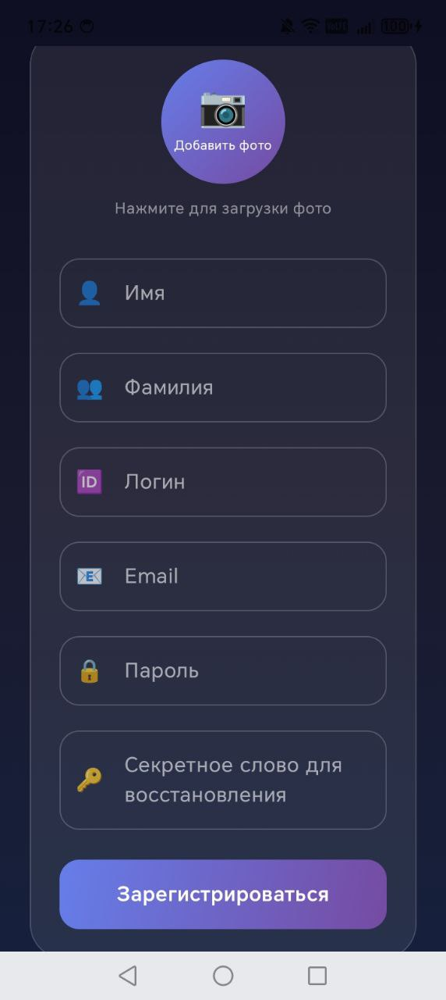 17:26
100
Добавить фото
Нажмите для загрузки фото
Имя
Фамилия
ID Логин
Email
Пароль
Секретное слово для
восстановления
Зарегистрироваться